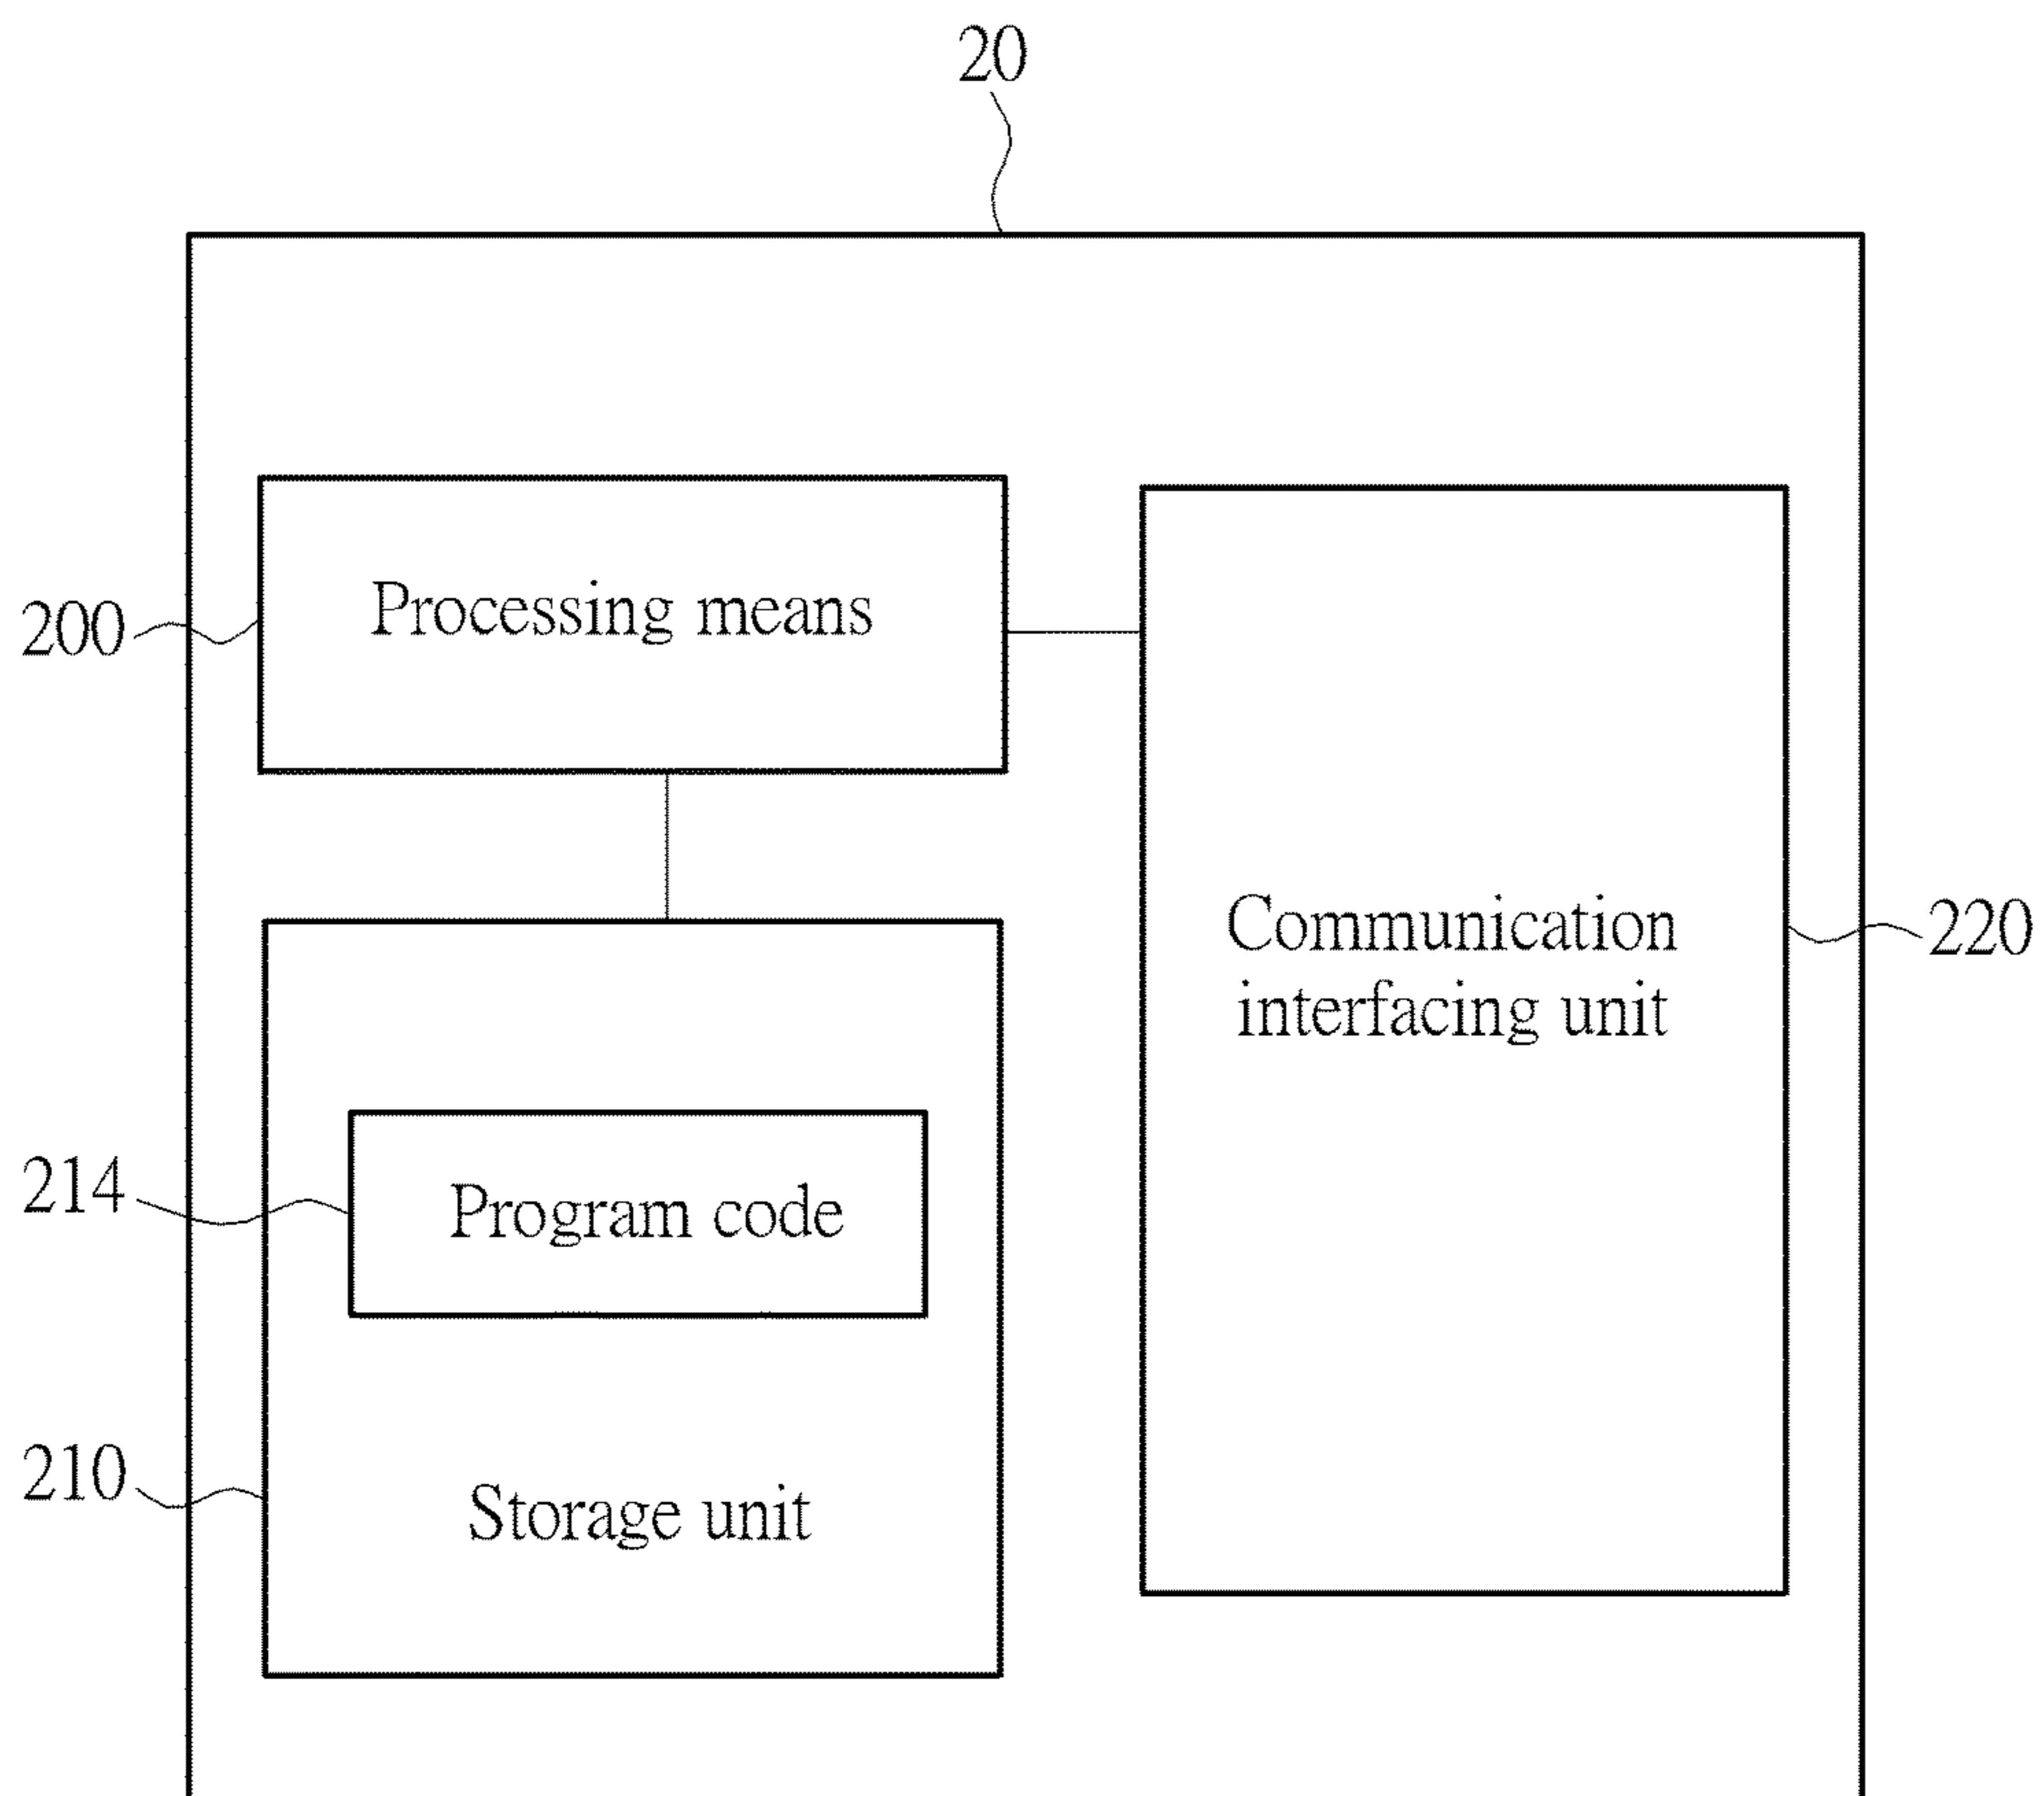 20
Processing means
200
Communication
interfacing unit
220
214
Program code
210
Storage unit